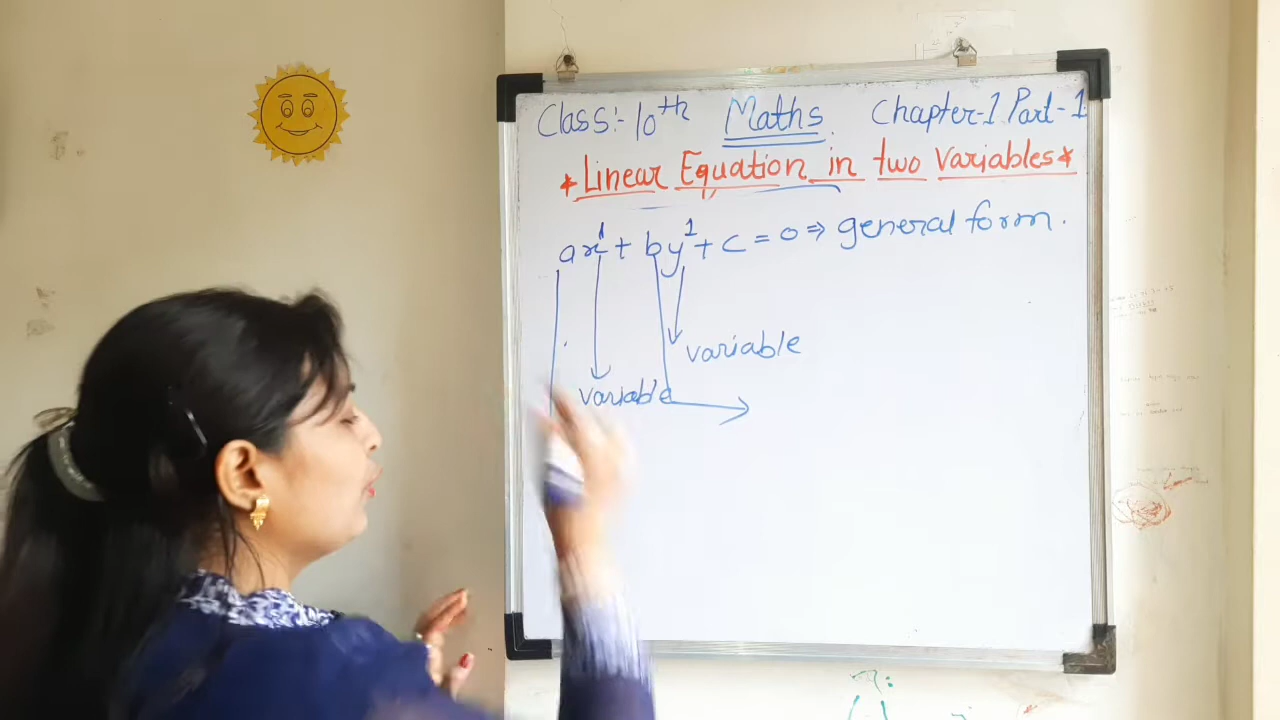 Class:- 10th Maths Chapter-1 Part-1
*Linear Equation in two Variables*
ax¹ + by¹ + c = 0 ⇒ general form.
variable
variable